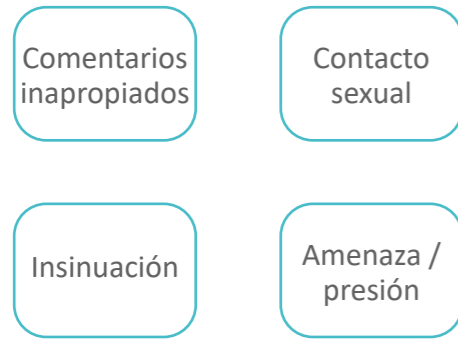 Comentarios
inapropiados
Contacto
sexual
Insinuación
Amenaza /
presión